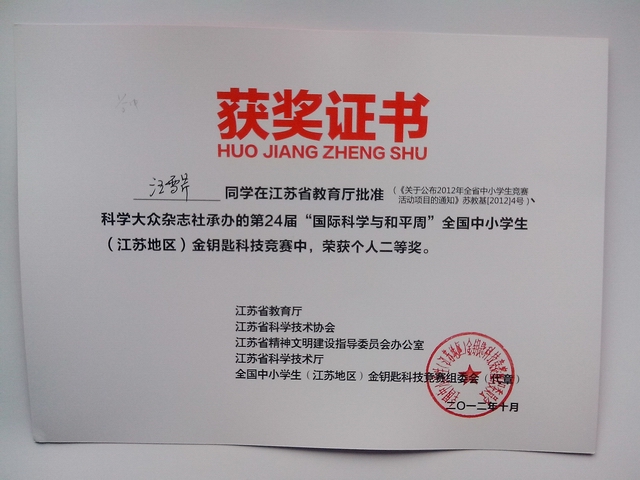 获奖证书
HUO JIANG ZHENG SHU
汪雪芹 同学在江苏省教育厅批准（《关于公布2012年全省中小学生竞赛
活动项目的通知》苏教基[2012]4号）、
科学大众杂志社承办的第24届“国际科学与和平周”全国中小学生
（江苏地区）金钥匙科技竞赛中，荣获个人二等奖。
江苏省教育厅
江苏省科学技术协会
江苏省精神文明建设指导委员会办公室
江苏省科学技术厅
全国中小学生（江苏地区）金钥匙科技竞赛组委会（代章）
二〇一二年十月